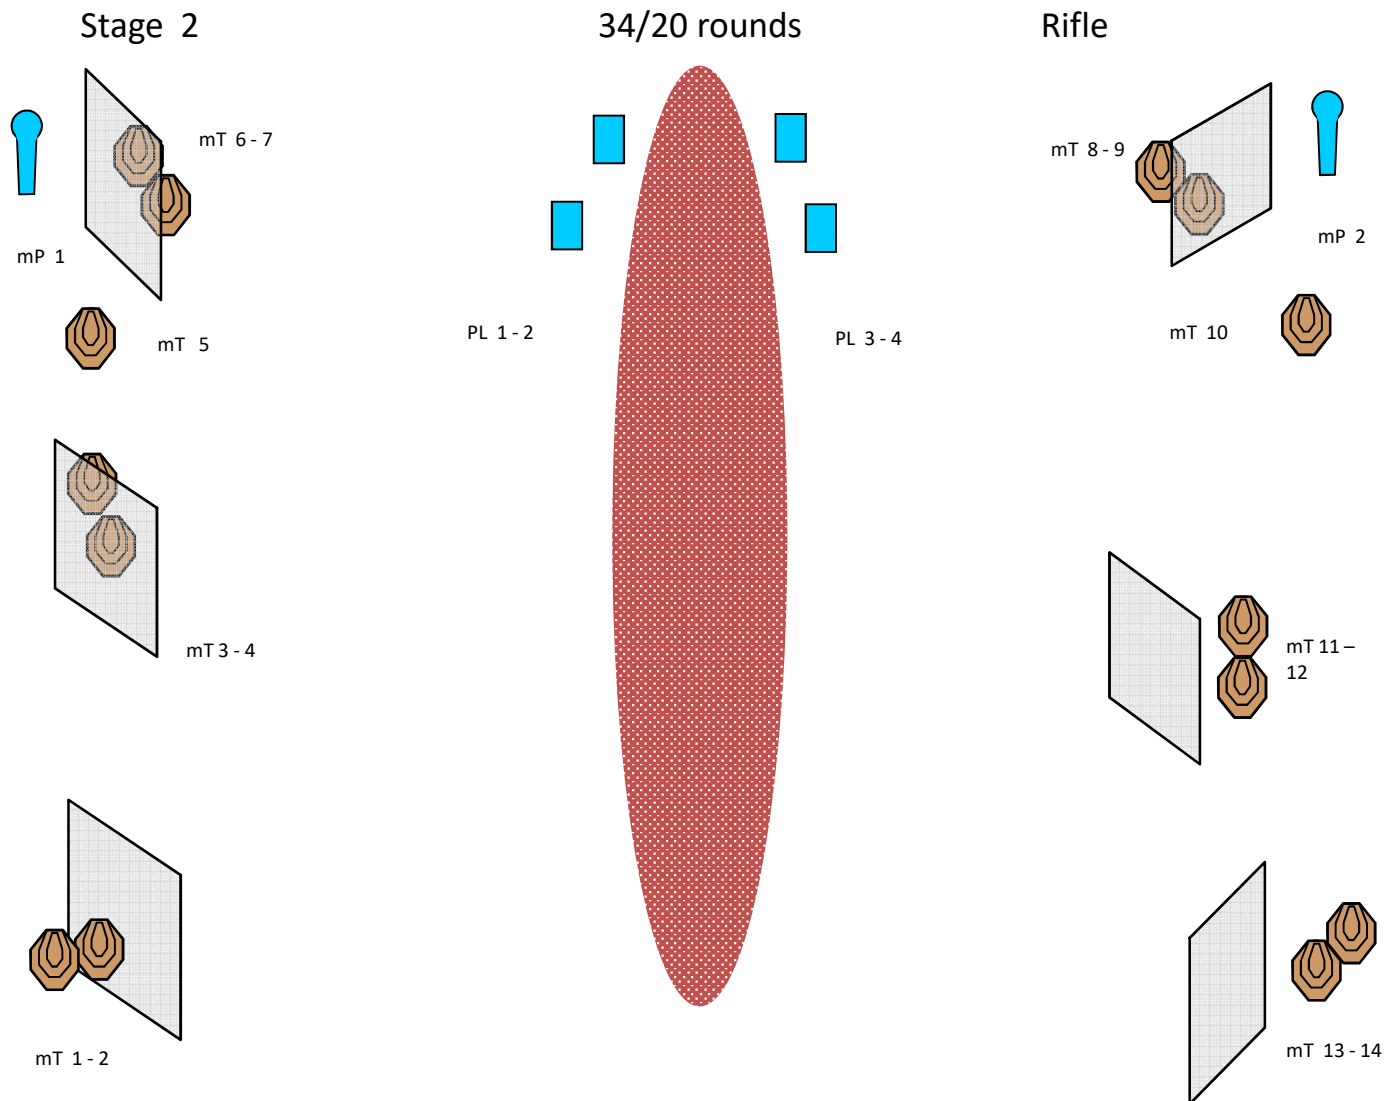 Stage 2
34/20 rounds
Rifle
mT 6 - 7
mT 8 - 9
mP 1
mP 2
PL 1 - 2
PL 3 - 4
mT 5
mT 10
mT 3 - 4
mT 11 –
12
mT 1 - 2
mT 13 - 14